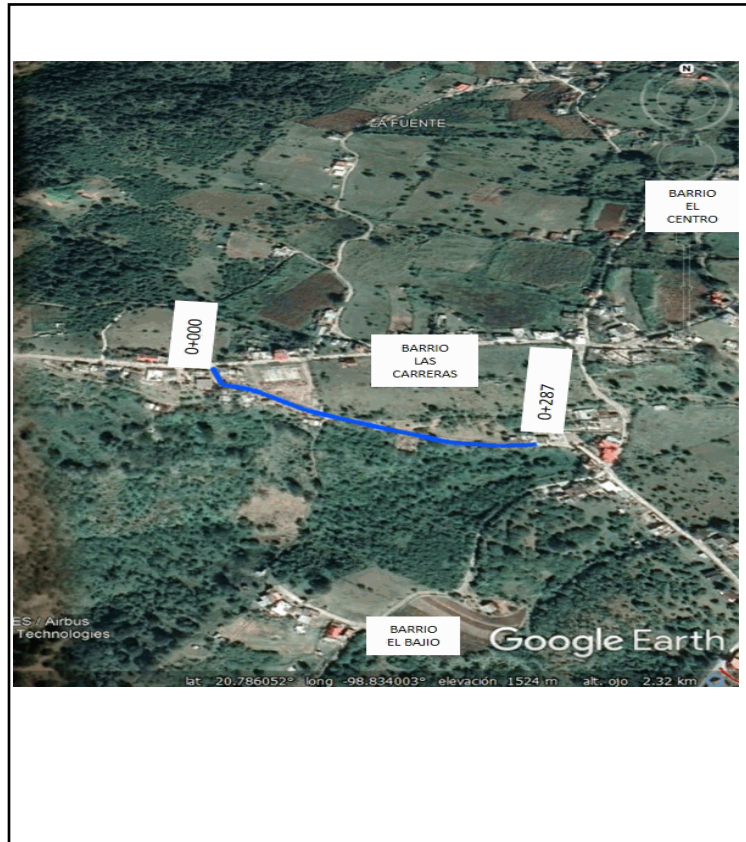 N
LA FUENTE
BARRIO
EL
CENTRO
0+000
BARRIO
LAS
CARRERAS
0+287
ES / Airbus
Technologies
BARRIO
EL BAJIO
Google Earth
lat 20.786052° long -98.834003° elevación 1524 m alt. ojo 2.32 km